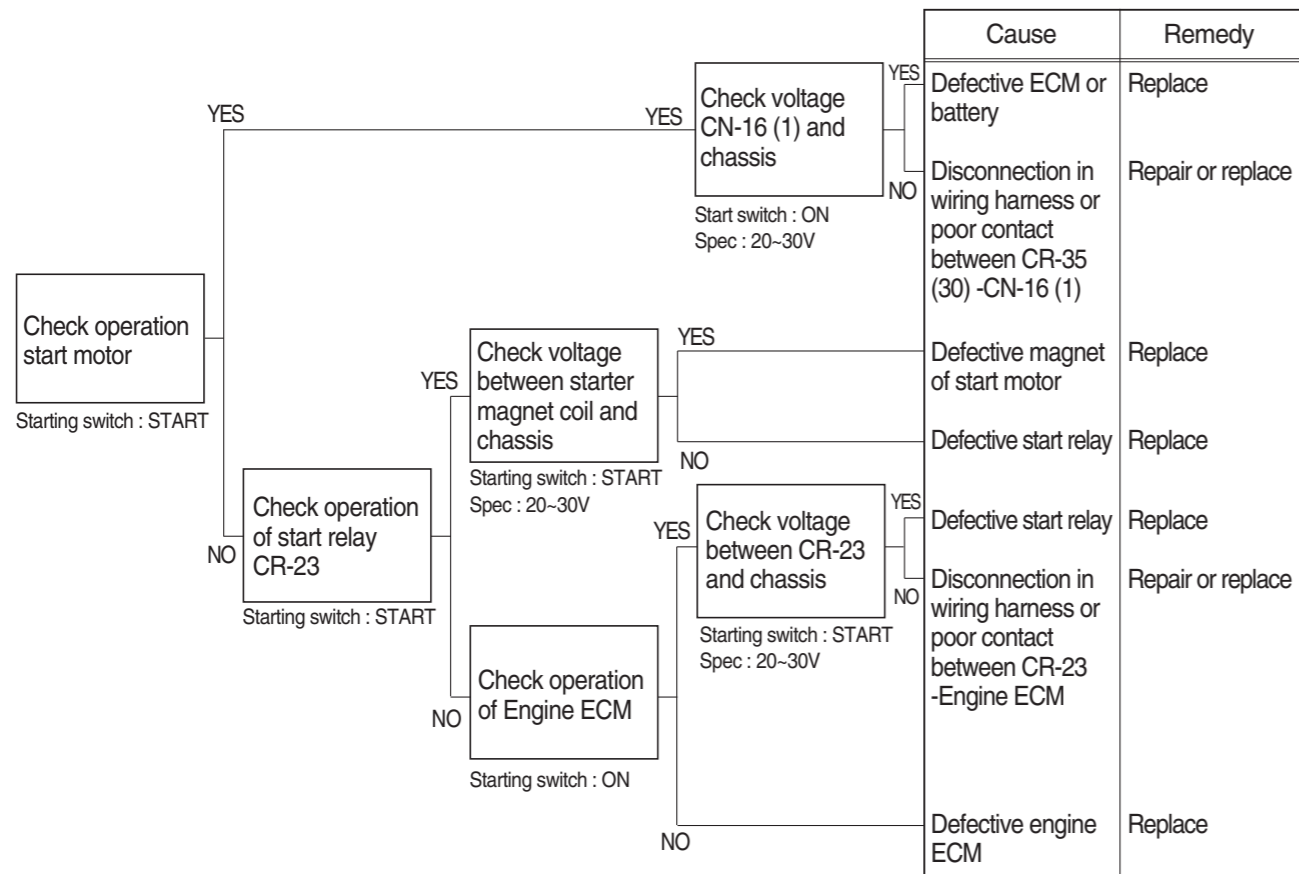 Cause
Remedy
YES
YES
Check voltage
CN-16 (1) and
chassis
Start switch : ON
Spec : 20~30V
YES
Defective ECM or
battery
Replace
NO
Disconnection in
wiring harness or
poor contact
between CR-35
(30) -CN-16 (1)
Repair or replace
Check operation
start motor
Starting switch : START
YES
Check voltage
between starter
magnet coil and
chassis
Starting switch : START
Spec : 20~30V
YES
Defective magnet
of start motor
Replace
NO
Defective start relay
Replace
NO
Check operation
of start relay
CR-23
Starting switch : START
YES
Check voltage
between CR-23
and chassis
Starting switch : START
Spec : 20~30V
YES
Defective start relay
Replace
NO
Disconnection in
wiring harness or
poor contact
between CR-23
-Engine ECM
Repair or replace
NO
Check operation
of Engine ECM
Starting switch : ON
NO
Defective engine
ECM
Replace